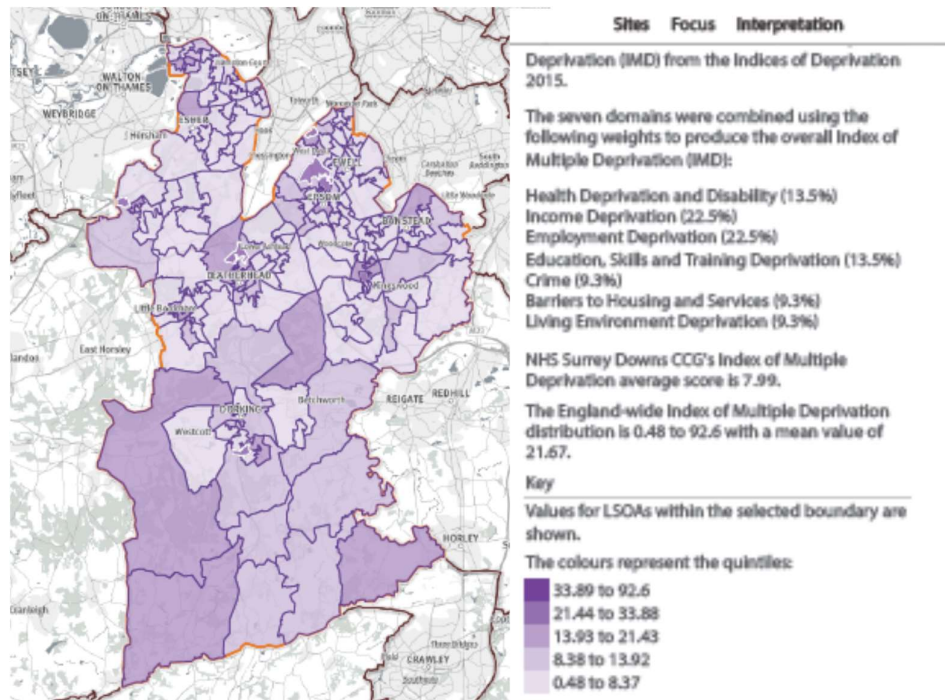 ON-THAMES
WALTON
ON-THAMES
WEYBRIDGE
ESHER
EWELL
EPSOM
BANSTEAD
LEATHERHEAD
Kingswood
Little Bookham
East Horsley
DORKING
Betchworth
Westcott
REIGATE
REDHILL
HORLEY
CRAWLEY
Three Bridges
Sites Focus Interpretation
Deprivation (IMD) from the Indices of Deprivation
2015.
The seven domains were combined using the
following weights to produce the overall Index of
Multiple Deprivation (IMD):
Health Deprivation and Disability (13.5%)
Income Deprivation (22.5%)
Employment Deprivation (22.5%)
Education, Skills and Training Deprivation (13.5%)
Crime (9.3%)
Barriers to Housing and Services (9.3%)
Living Environment Deprivation (9.3%)
NHS Surrey Downs CCG's Index of Multiple
Deprivation average score is 7.99.
The England-wide Index of Multiple Deprivation
distribution is 0.48 to 92.6 with a mean value of
21.67.
Key
Values for LSOAs within the selected boundary are
shown.
The colours represent the quintiles:
33.89 to 92.6
21.44 to 33.88
13.93 to 21.43
8.38 to 13.92
0.48 to 8.37